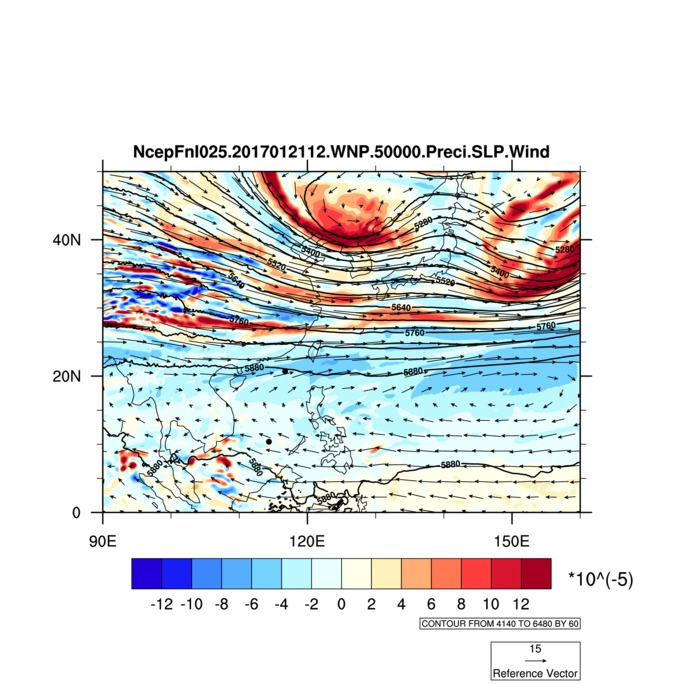 NcepFnl025.2017012112.WNP.50000.Preci.SLP.Wind
40N
20N
0
90E 120E 150E
5280
5400
5520
5640
5760
5880
5280
5400
5520
5640
5760
5760
5880
5880
5880
5880
5880
-12 -10 -8 -6 -4 -2 0 2 4 6 8 10 12
*10^(-5)
CONTOUR FROM 4140 TO 6480 BY 60
15
Reference Vector